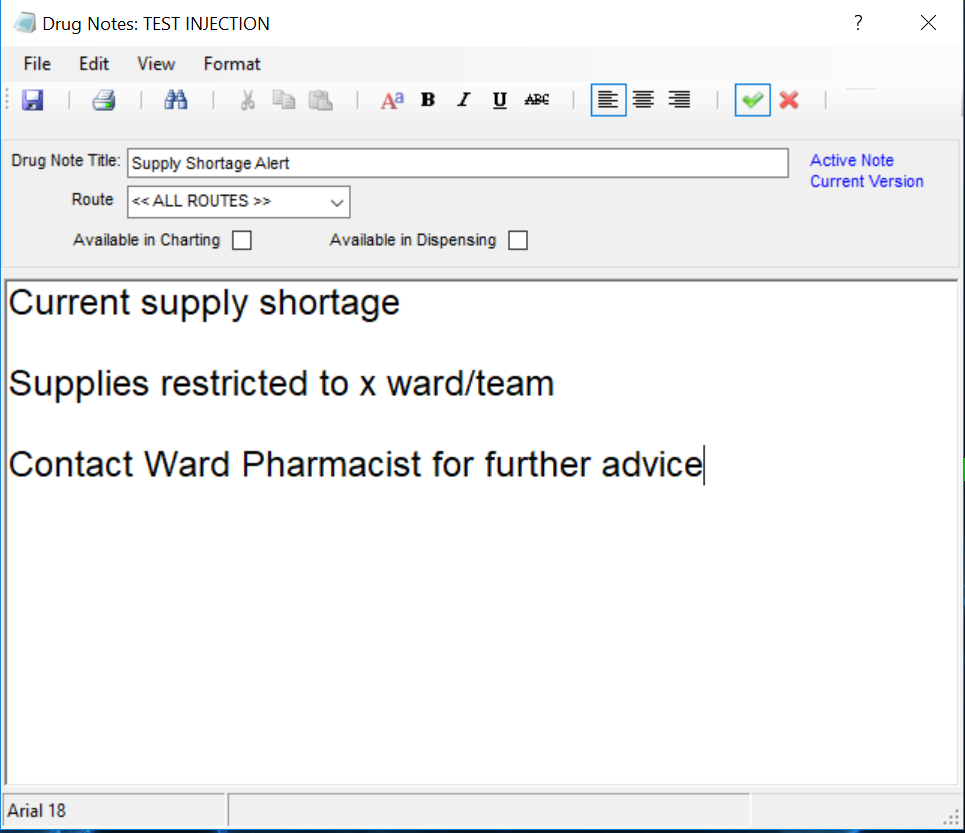 Drug Notes: TEST INJECTION ?
File Edit View Format
Aa B I U ABC
Drug Note Title: Supply Shortage Alert Active Note
Current Version
Route << ALL ROUTES >>
Available in Charting Available in Dispensing
Current supply shortage
Supplies restricted to x ward/team
Contact Ward Pharmacist for further advice
Arial 18